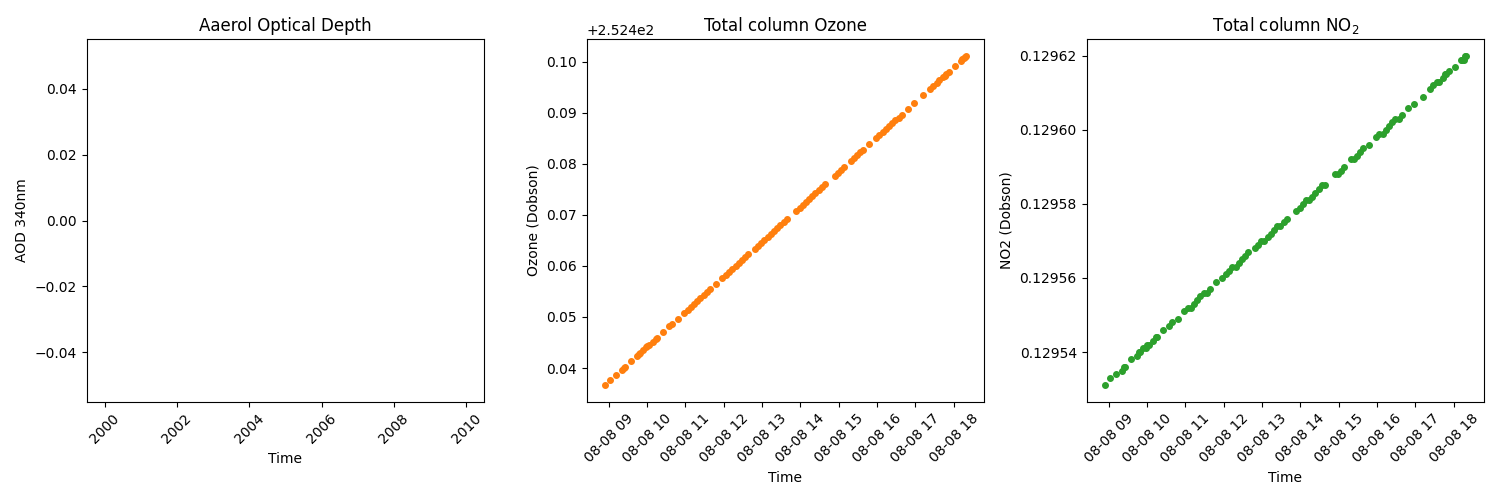 Aaerol Optical Depth
AOD 340nm
0.04
0.02
0.00
−0.02
−0.04
2000 2002 2004 2006 2008 2010
Time
Total column Ozone
+2.524e2
Ozone (Dobson)
0.10
0.09
0.08
0.07
0.06
0.05
0.04
08-08 09 08-08 10 08-08 11 08-08 12 08-08 13 08-08 14 08-08 15 08-08 16 08-08 17 08-08 18
Time
Total column NO₂
NO2 (Dobson)
0.12962
0.12960
0.12958
0.12956
0.12954
08-08 09 08-08 10 08-08 11 08-08 12 08-08 13 08-08 14 08-08 15 08-08 16 08-08 17 08-08 18
Time